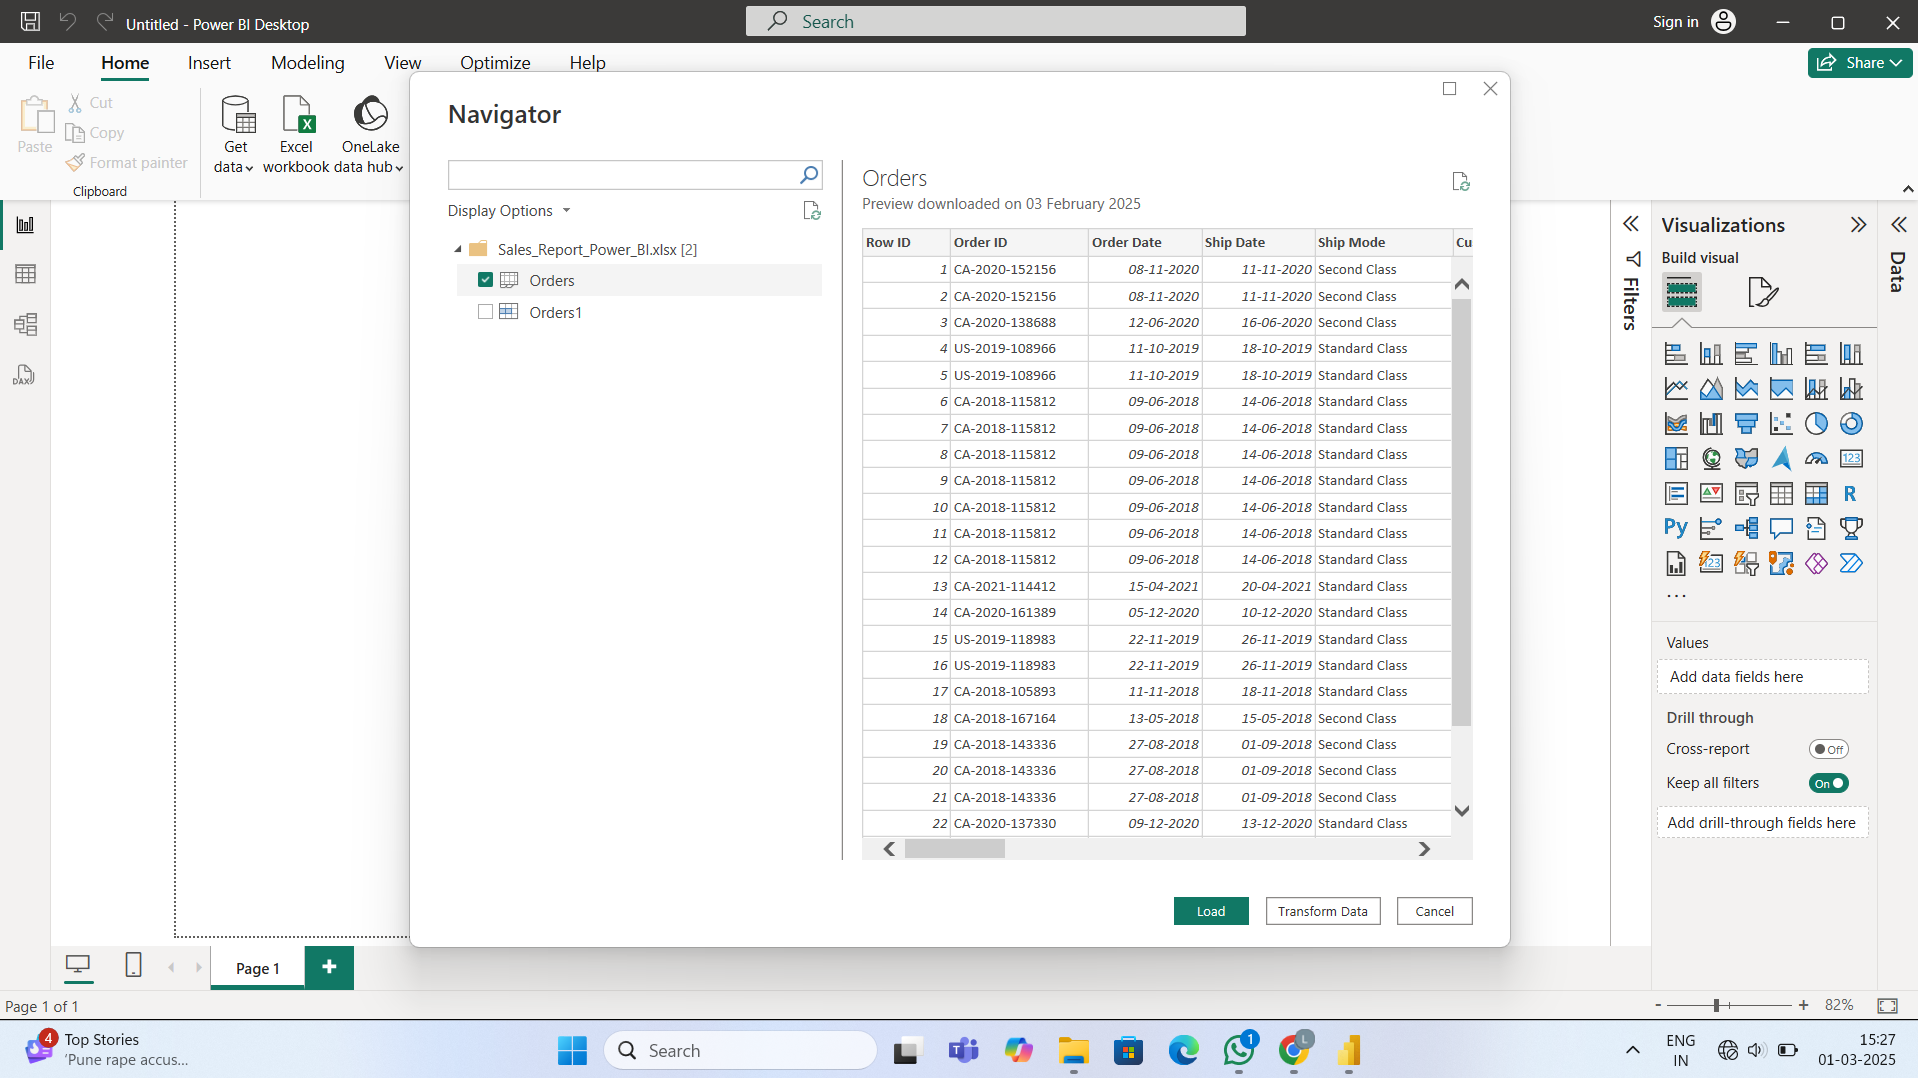 Untitled - Power BI Desktop
Search
Sign in
File
Home
Insert
Modeling
View
Optimize
Help
Share
Paste
Cut
Copy
Format painter
Clipboard
Get
data
Excel
workbook
OneLake
data hub
Navigator
Display Options
Sales_Report_Power_BI.xlsx [2]
Orders
Orders1
Orders
Preview downloaded on 03 February 2025
Row ID Order ID Order Date Ship Date Ship Mode Cu
1 CA-2020-152156 08-11-2020 11-11-2020 Second Class
2 CA-2020-152156 08-11-2020 11-11-2020 Second Class
3 CA-2020-138688 12-06-2020 16-06-2020 Second Class
4 US-2019-108966 11-10-2019 18-10-2019 Standard Class
5 US-2019-108966 11-10-2019 18-10-2019 Standard Class
6 CA-2018-115812 09-06-2018 14-06-2018 Standard Class
7 CA-2018-115812 09-06-2018 14-06-2018 Standard Class
8 CA-2018-115812 09-06-2018 14-06-2018 Standard Class
9 CA-2018-115812 09-06-2018 14-06-2018 Standard Class
10 CA-2018-115812 09-06-2018 14-06-2018 Standard Class
11 CA-2018-115812 09-06-2018 14-06-2018 Standard Class
12 CA-2018-115812 09-06-2018 14-06-2018 Standard Class
13 CA-2021-114412 15-04-2021 20-04-2021 Standard Class
14 CA-2020-161389 05-12-2020 10-12-2020 Standard Class
15 US-2019-118983 22-11-2019 26-11-2019 Standard Class
16 US-2019-118983 22-11-2019 26-11-2019 Standard Class
17 CA-2018-105893 11-11-2018 18-11-2018 Standard Class
18 CA-2018-167164 13-05-2018 15-05-2018 Second Class
19 CA-2018-143336 27-08-2018 01-09-2018 Second Class
20 CA-2018-143336 27-08-2018 01-09-2018 Second Class
21 CA-2018-143336 27-08-2018 01-09-2018 Second Class
22 CA-2020-137330 09-12-2020 13-12-2020 Standard Class
Load
Transform Data
Cancel
Filters
Visualizations
Build visual
123
R
Py
123
...
Values
Add data fields here
Drill through
Cross-report
Off
Keep all filters
On
Add drill-through fields here
Data
DAX
Page 1
+
Page 1 of 1
- + 82%
4
Top Stories
'Pune rape accus...
Search
1
L
ENG
IN
15:27
01-03-2025